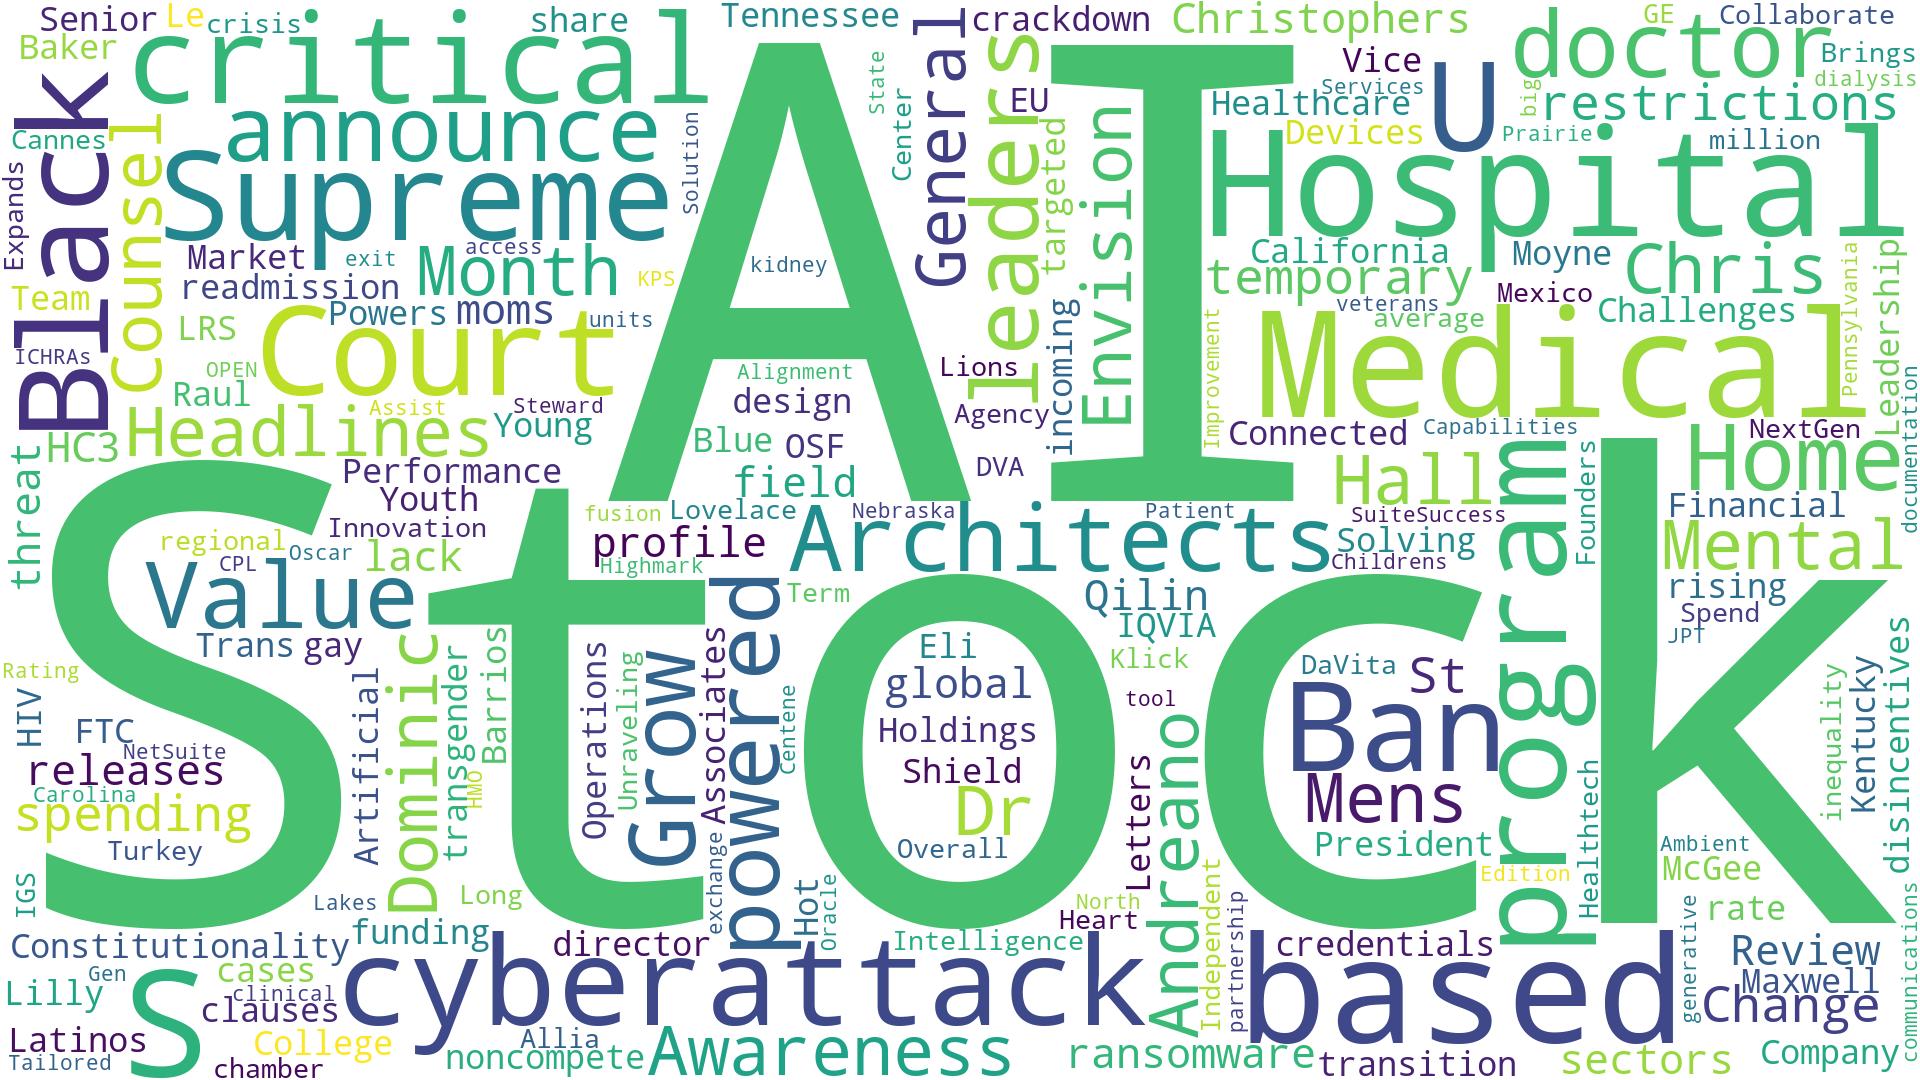 Senior
Le
crisis
share
Tennessee
crackdown
Christophers
GE
Collaborate
Baker
critical
State
General
leaders
Vice
doctor
Brings
dialysis
Black
announce
AI
Center
EU
Services
U
big
restrictions
Cannes
Counsel
Supreme
Solution
targeted
Envision
Healthcare
Devices
Prairie
million
Expands
Hospital
Market
exit
access
Month
KPS
kidney
California
Moyne
Chris
Team
readmission
temporary
Mexico
LRS
Powers
moms
units
incoming
veterans
average
Challenges
Pennsylvania
Leadership
ICHRAs
OPEN
Court
Alignment
Lions
Medical
Improvement
Raul
Assist
Steward
design
Agency
documentation
Headlines
Young
Blue
OSF
Connected
Capabilities
NextGen
threat
HC3
Performance
field
DVA
Hall
program
Founders
Home
Youth
Stock
fusion
Lovelace
Nebraska
Patient
SuiteSuccess
Financial
regional
Innovation
Oscar
profile
Architects
Solving
Mental
CPL
lack
Highmark
Childrens
Value
powered
Term
Qilin
rising
Trans
gay
Dominic
Barrios
Associates
IQVIA
Spend
JPT
Rating
transgender
Operations
Unraveling
Grow
Eli
Klick
DaVita
St
HIV
FTC
Artificial
Centene
global
tool
Ban
inequality
Kentucky
disincentives
NetSuite
Holdings
releases
HMO
Shield
Letters
Andreano
Mens
Healthtech
Carolina
spending
Dr
President
Turkey
exchange
Overall
Ambient
IGS
Lakes
Long
Hot
Oracle
North
Independent
Edition
McGee
Heart
partnership
generative
rate
communications
Constitutionality
funding
director
Intelligence
credentials
Review
Gen
cases
Lilly
S
clinical
cyberattack
based
Maxwell
clauses
Change
Latinos
College
Allia
Tailored
chamber
noncompete
Awareness
ransomware
transition
sectors
Company